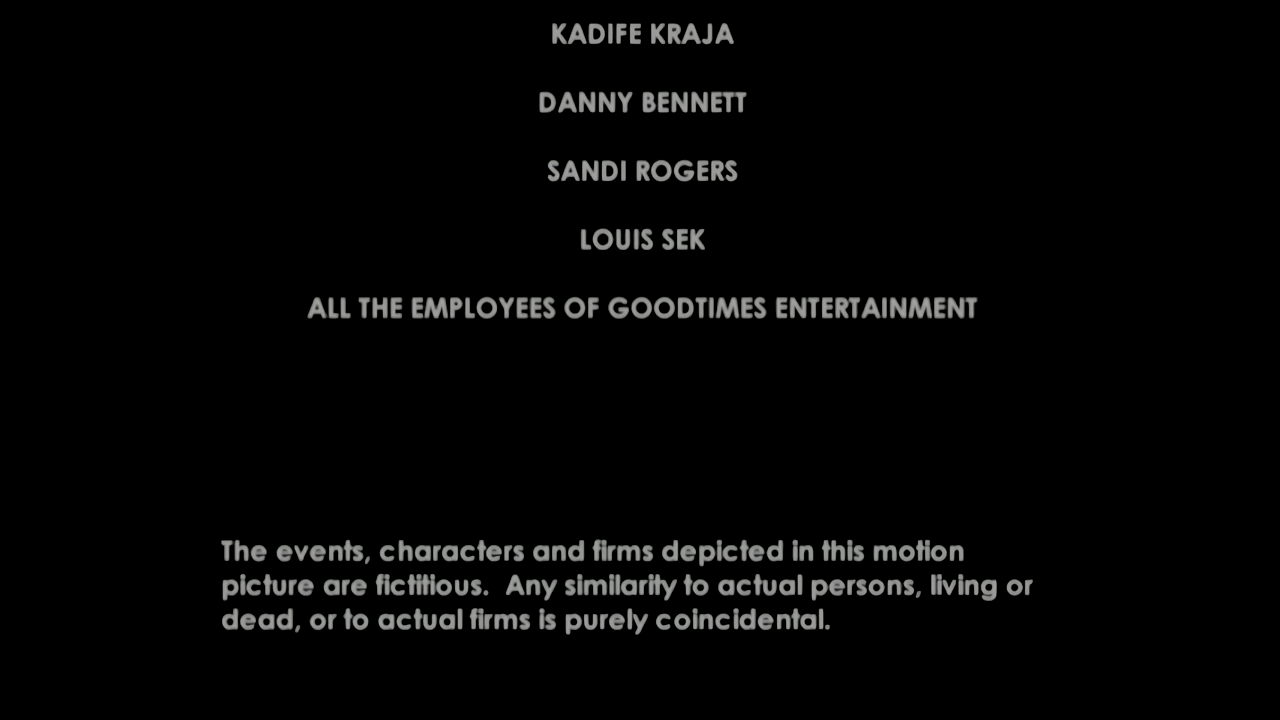 KADIFE KRAJA
DANNY BENNETT
SANDI ROGERS
LOUIS SEK
ALL THE EMPLOYEES OF GOODTIMES ENTERTAINMENT
The events, characters and firms depicted in this motion
picture are fictitious.  Any similarity to actual persons, living or
dead, or to actual firms is purely coincidental.